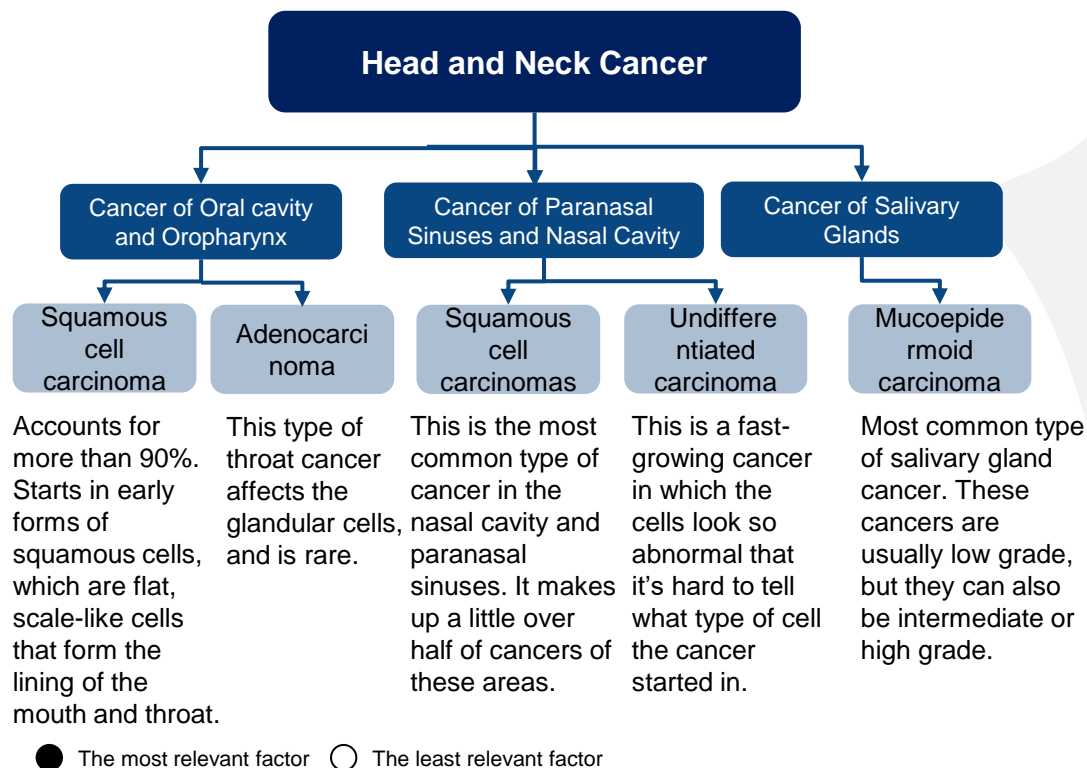 Head and Neck Cancer
Cancer of Oral cavity
and Oropharynx
Cancer of Paranasal
Sinuses and Nasal Cavity
Cancer of Salivary
Glands
Squamous
cell
carcinoma
Adenocarci
noma
Squamous
cell
carcinomas
Undiffere
ntiated
carcinoma
Mucoepide
rmoid
carcinoma
Accounts for
more than 90%.
Starts in early
forms of
squamous cells,
which are flat,
scale-like cells
that form the
lining of the
mouth and throat.
This type of
throat cancer
affects the
glandular cells,
and is rare.
This is the most
common type of
cancer in the
nasal cavity and
paranasal
sinuses. It makes
up a little over
half of cancers of
these areas.
This is a fast-
growing cancer
in which the
cells look so
abnormal that
it’s hard to tell
what type of cell
the cancer
started in.
Most common type
of salivary gland
cancer. These
cancers are
usually low grade,
but they can also
be intermediate or
high grade.
The most relevant factor
The least relevant factor